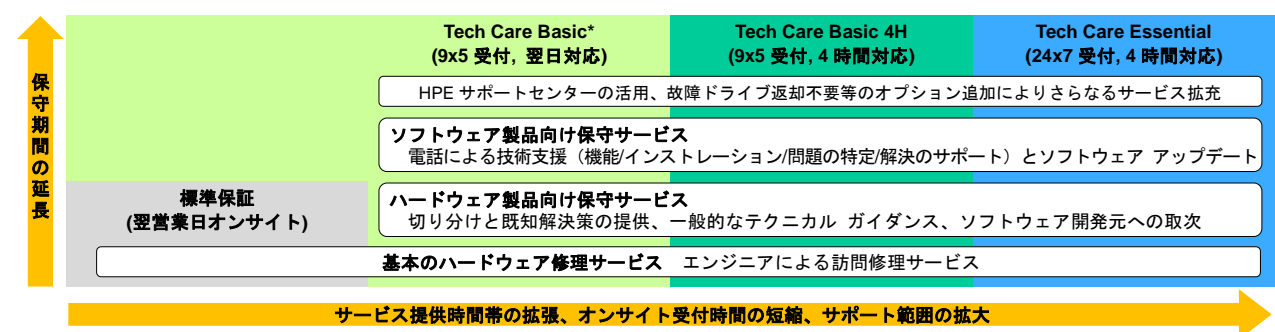 保守期間の延長
Tech Care Basic*
(9x5 受付, 翌日対応)
Tech Care Basic 4H
(9x5 受付, 4 時間対応)
Tech Care Essential
(24x7 受付, 4 時間対応)
HPE サポートセンターの活用、故障ドライブ返却不要等のオプション追加によりさらなるサービス拡充
ソフトウェア製品向け保守サービス
電話による技術支援（機能/インストレーション/問題の特定/解決のサポート）とソフトウェア アップデート
標準保証
(翌営業日オンサイト)
ハードウェア製品向け保守サービス
切り分けと既知解決策の提供、一般的なテクニカル ガイダンス、ソフトウェア開発元への取次
基本のハードウェア修理サービス エンジニアによる訪問修理サービス
サービス提供時間帯の拡張、オンサイト受付時間の短縮、サポート範囲の拡大